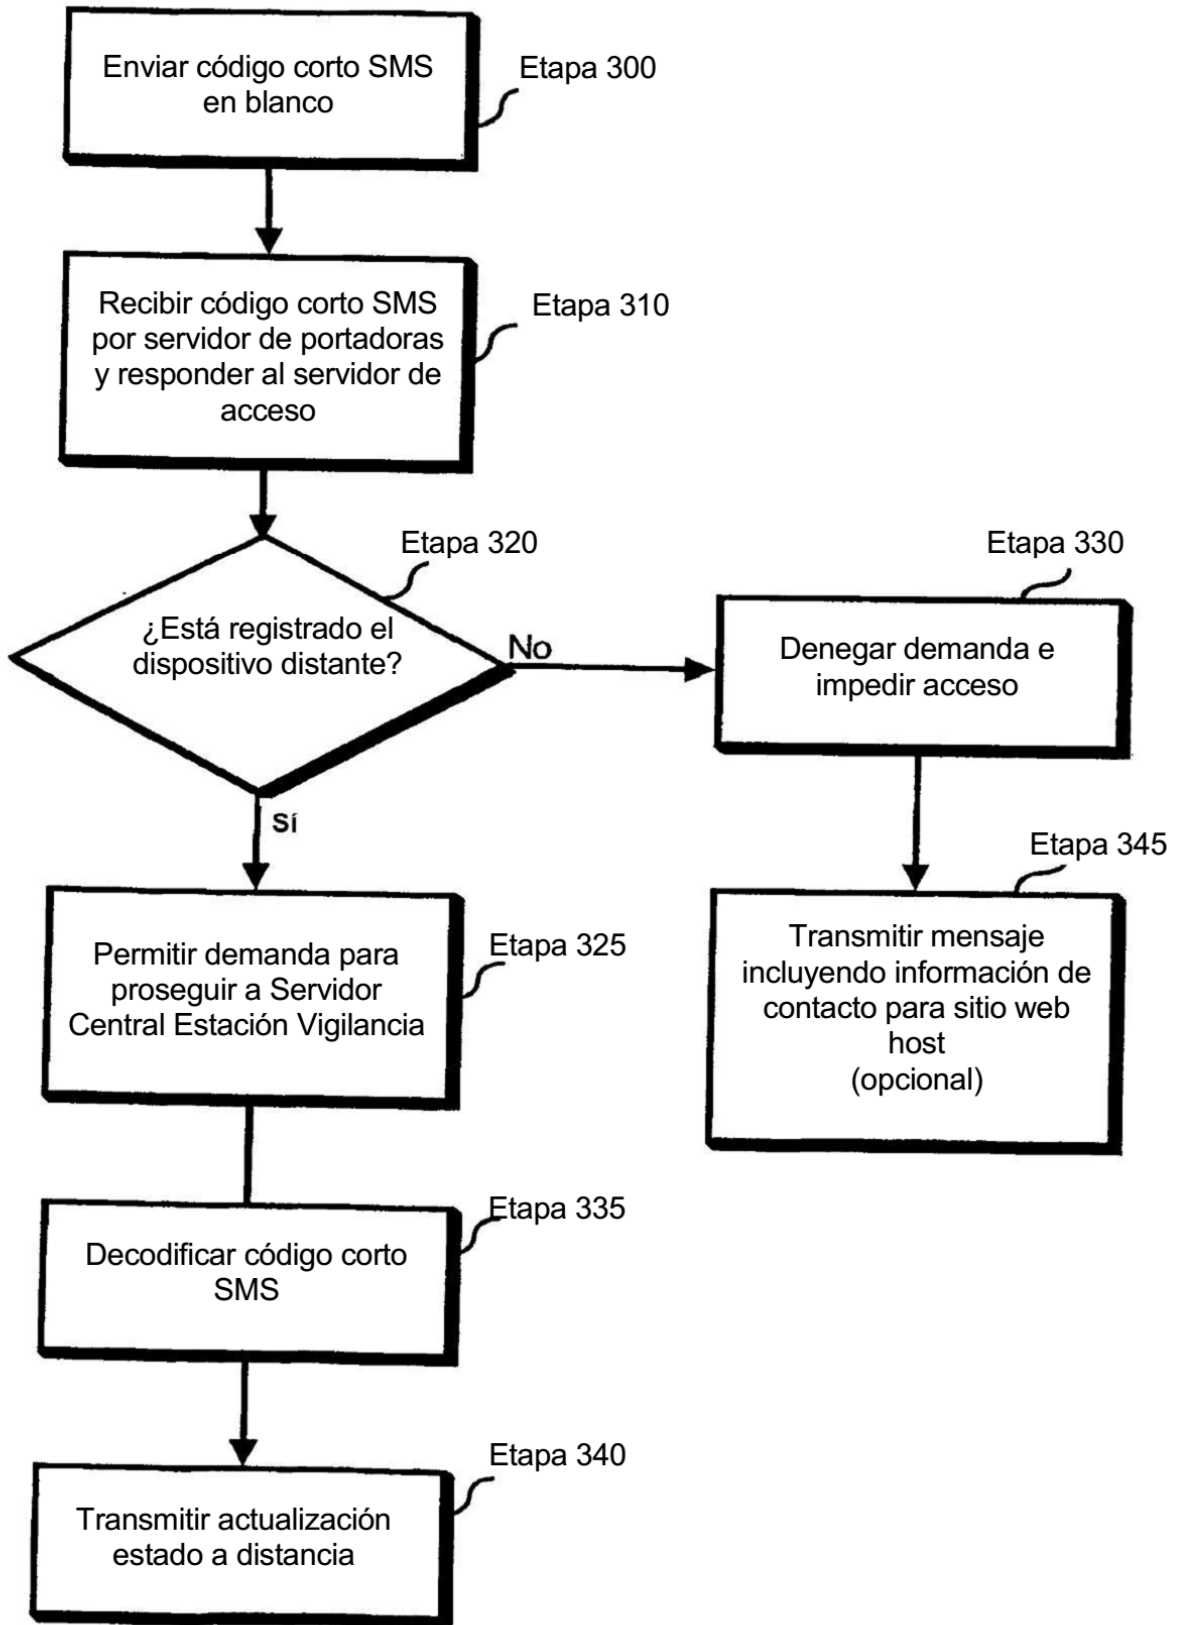 Enviar código corto SMS
en blanco
Etapa 300
Recibir código corto SMS
por servidor de portadoras
y responder al servidor de
acceso
Etapa 310
Etapa 320
¿Está registrado el
dispositivo distante?
No
Sí
Etapa 330
Denegar demanda e
impedir acceso
Etapa 345
Transmitir mensaje
incluyendo información de
contacto para sitio web
host
(opcional)
Permitir demanda para
proseguir a Servidor
Central Estación Vigilancia
Etapa 325
Decodificar código corto
SMS
Etapa 335
Transmitir actualización
estado a distancia
Etapa 340